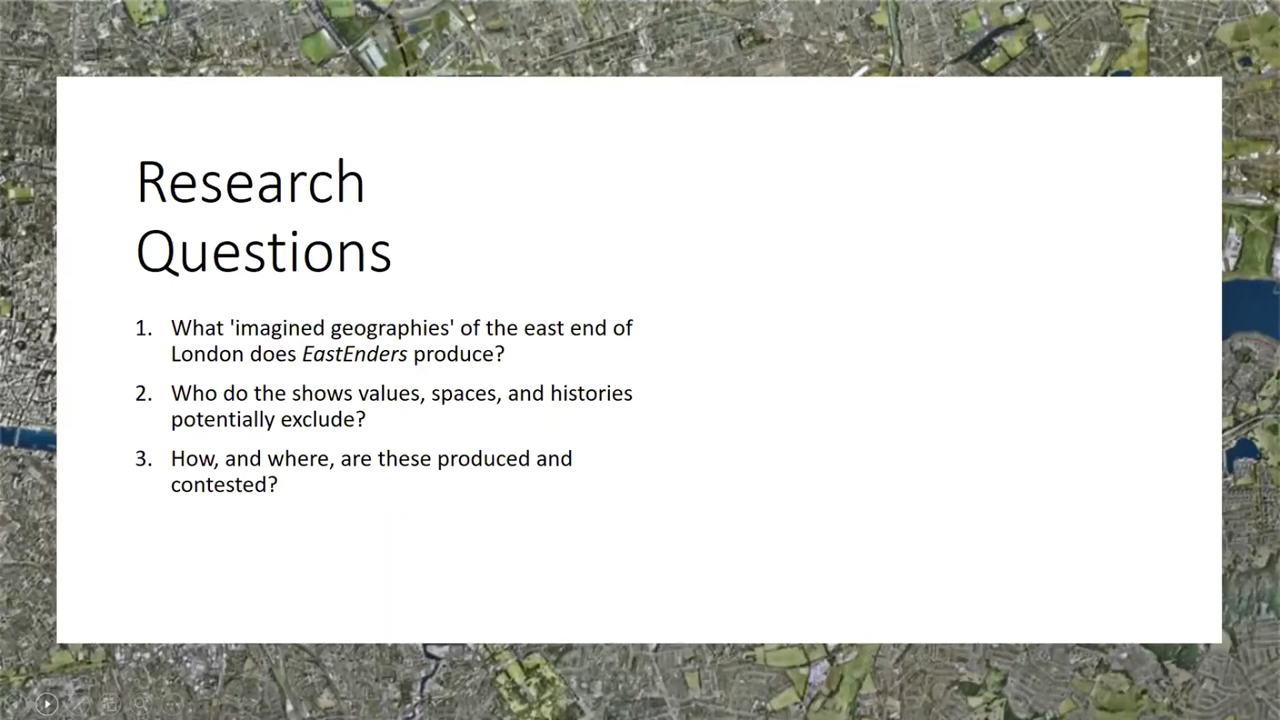 Research
Questions
1. What 'imagined geographies' of the east end of
London does EastEnders produce?
2. Who do the shows values, spaces, and histories
potentially exclude?
3. How, and where, are these produced and
contested?